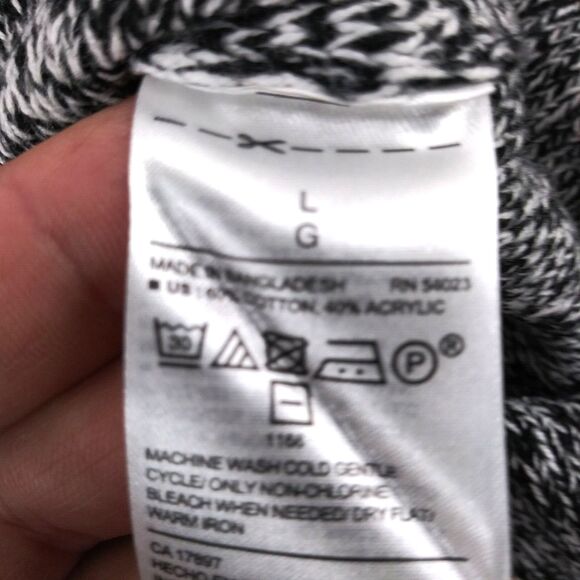 L
G
MADE IN BANGLADESH RN 54023
US : 60% COTTON, 40% ACRYLIC
30 P®
1166
MACHINE WASH COLD GENTLE
CYCLE/ ONLY NON-CHLORINE
BLEACH WHEN NEEDED/ DRY FLAT/
WARM IRON
CA 17897
HECHO